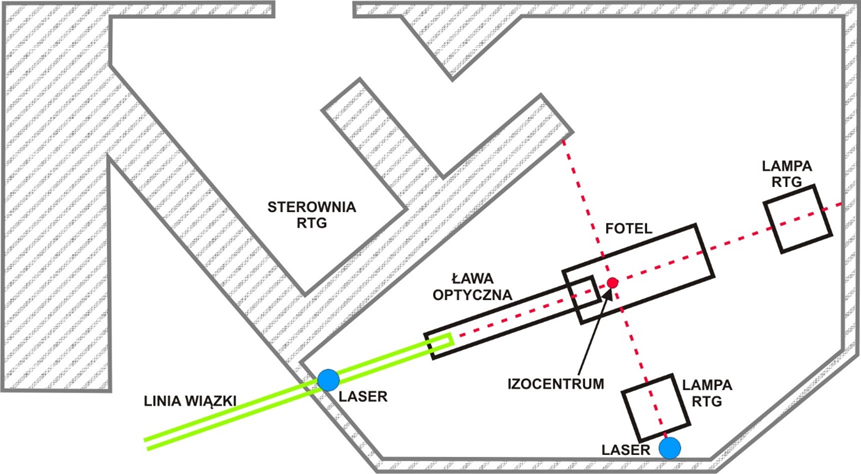 LAMPA
RTG
STEROWNIA
RTG
FOTEL
ŁAWA
OPTYCZNA
IZOCENTRUM
LAMPA
RTG
LINIA WIĄZKI
LASER
LASER